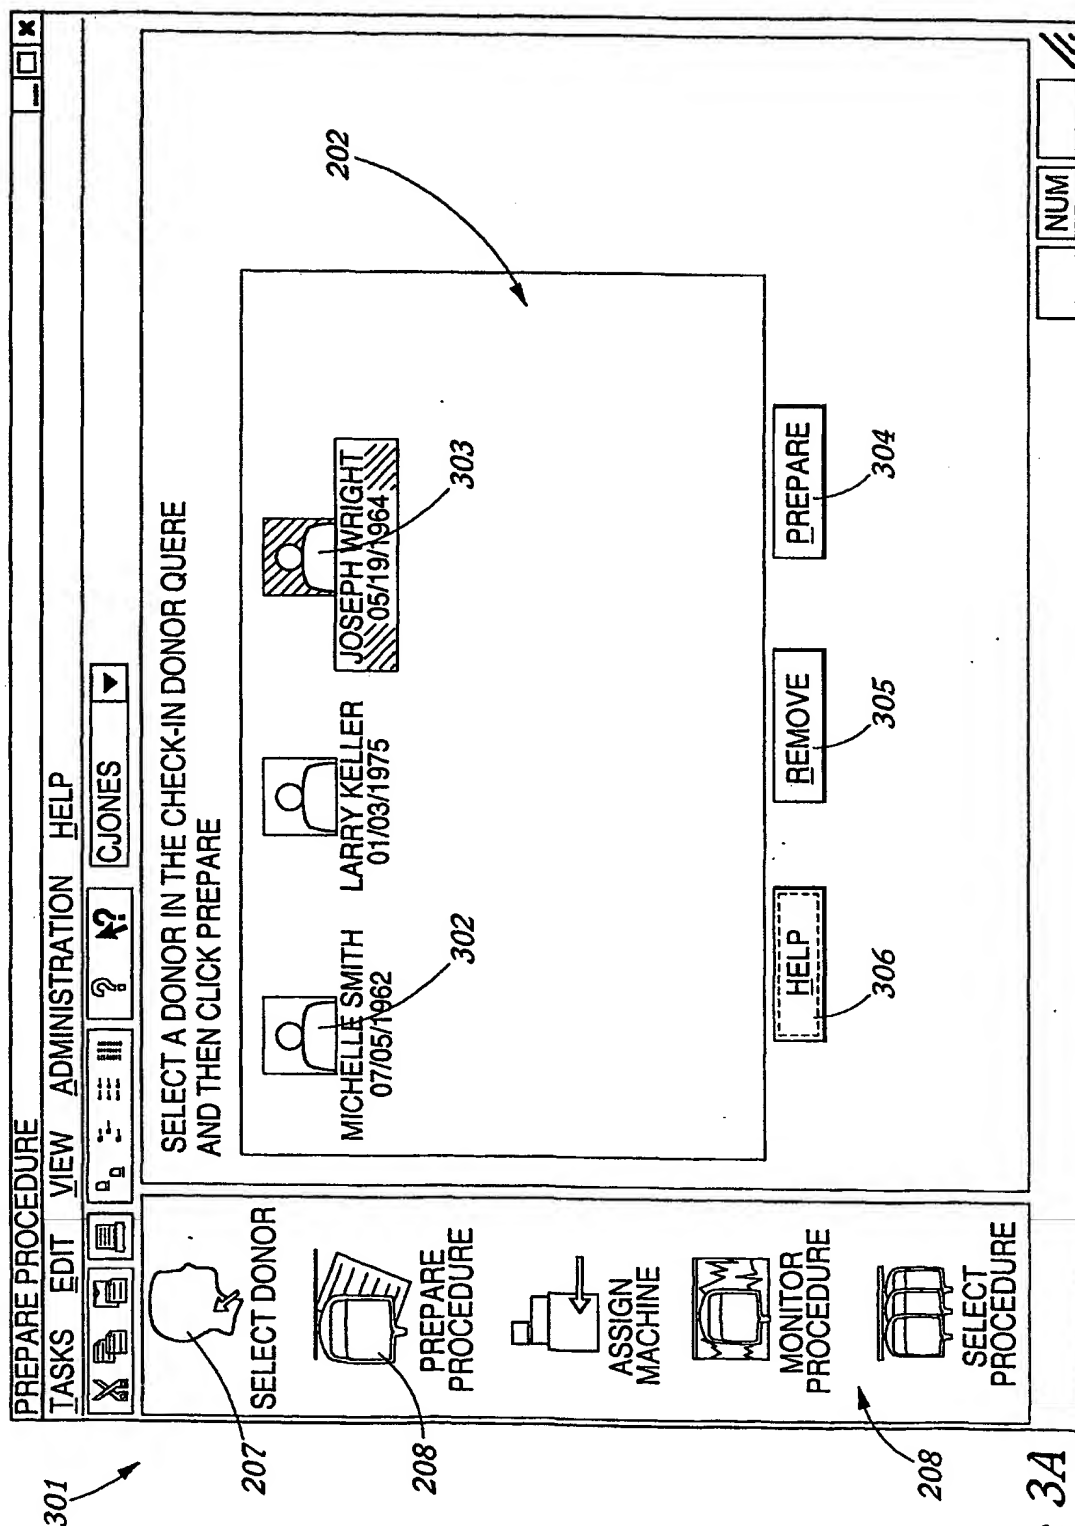 PREPARE PROCEDURE
TASKS EDIT VIEW ADMINISTRATION HELP
? ? CJONES
SELECT DONOR
PREPARE
PROCEDURE
ASSIGN
MACHINE
MONITOR
PROCEDURE
SELECT
PROCEDURE
SELECT A DONOR IN THE CHECK-IN DONOR QUERE
AND THEN CLICK PREPARE
MICHELLE SMITH
07/05/1962
LARRY KELLER
01/03/1975
JOSEPH WRIGHT
05/19/1964
HELP
REMOVE
PREPARE
NUM
301
207
208
208
302
303
202
306
305
304
3A